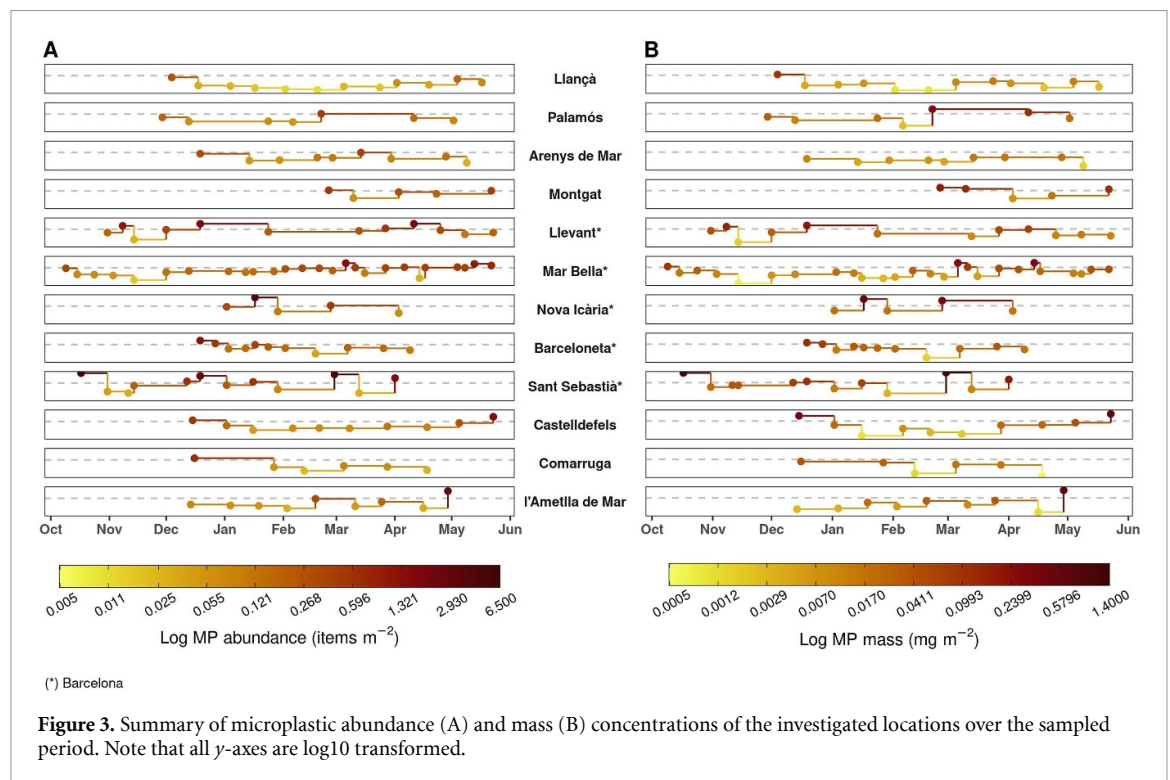 A
B
Llançà
Palamós
Arenys de Mar
Montgat
Llevant*
Mar Bella*
Nova Icària*
Barceloneta*
Sant Sebastià*
Castelldefels
Comarruga
l'Ametlla de Mar
Oct Nov Dec Jan Feb Mar Apr May Jun
Oct Nov Dec Jan Feb Mar Apr May Jun
0.005 0.011 0.025 0.055 0.121 0.268 0.596 1.321 2.930 6.500
Log MP abundance (items m⁻²)
0.0005 0.0012 0.0029 0.0070 0.0170 0.0411 0.0993 0.2399 0.5796 1.4000
Log MP mass (mg m⁻²)
(*) Barcelona
Figure 3. Summary of microplastic abundance (A) and mass (B) concentrations of the investigated locations over the sampled
period. Note that all y-axes are log10 transformed.